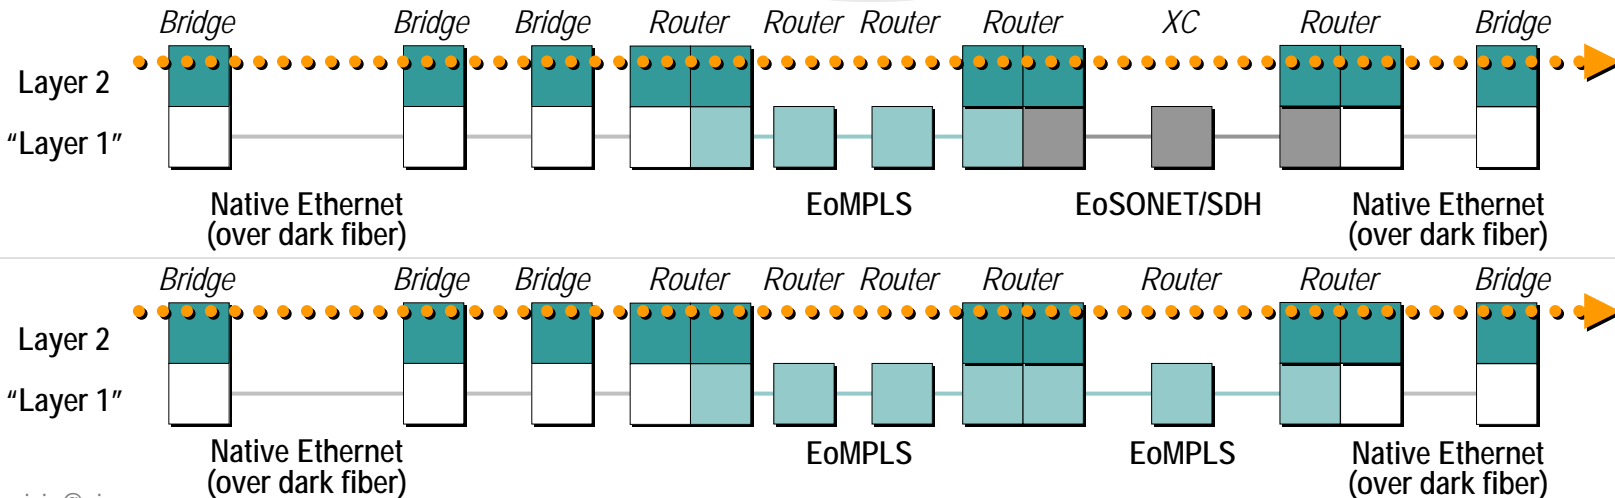 Bridge Bridge Bridge Router Router Router Router XC Router Bridge
Layer 2
“Layer 1”
Native Ethernet EoMPLS EoSONET/SDH Native Ethernet
(over dark fiber) (over dark fiber)
Bridge Bridge Bridge Router Router Router Router Router Router Bridge
Layer 2
“Layer 1”
Native Ethernet EoMPLS EoMPLS Native Ethernet
(over dark fiber) (over dark fiber)